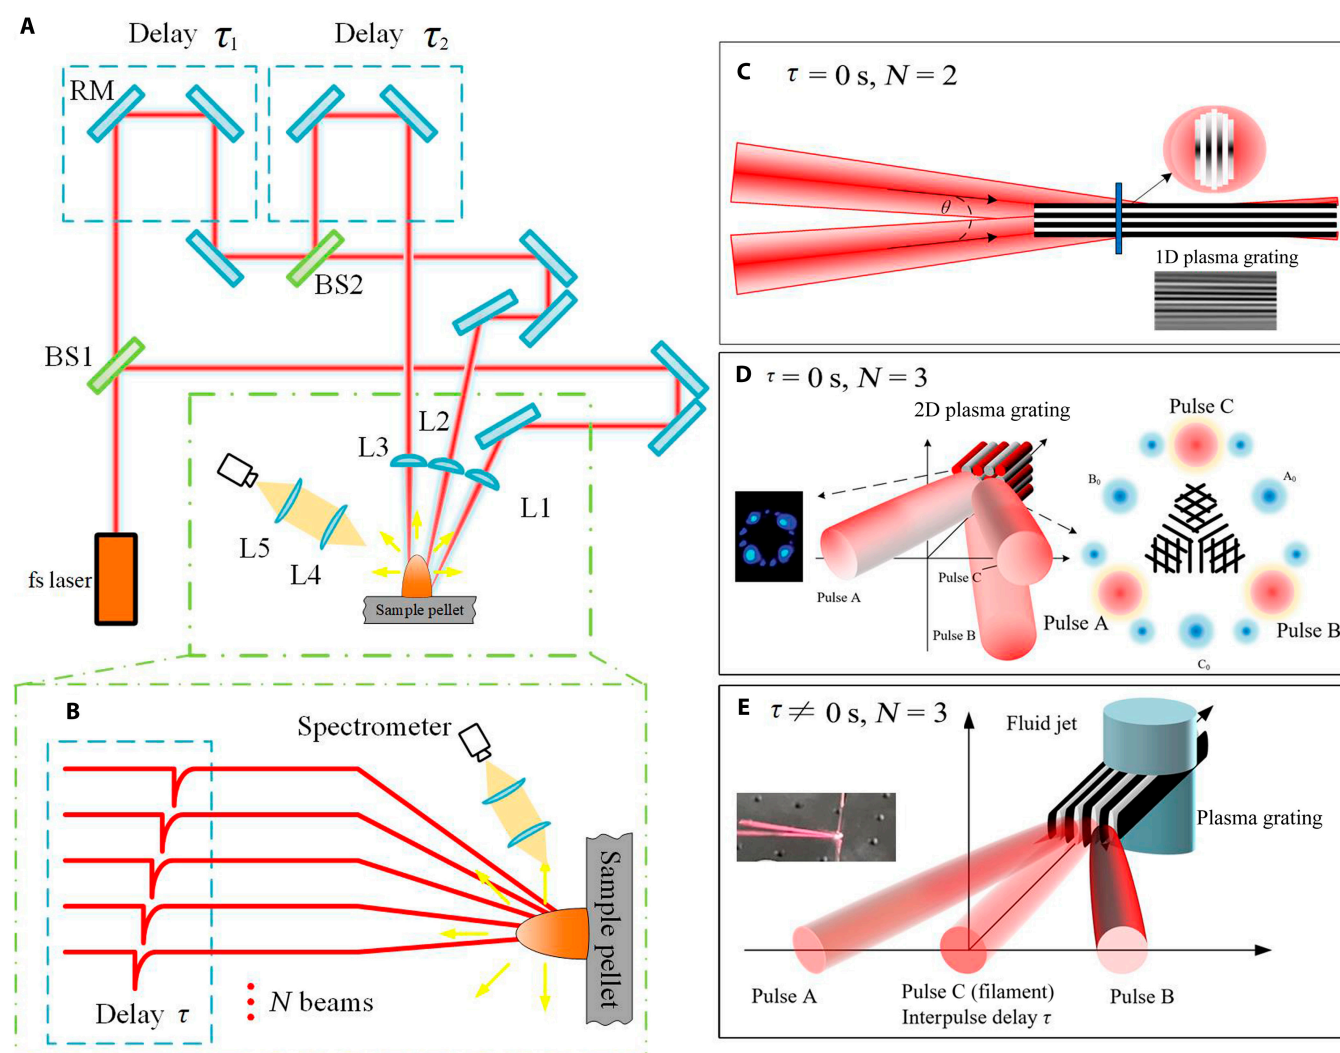 A
Delay τ1
Delay τ2
RM
BS2
BS1
L2
L3
L1
L5
L4
fs laser
Sample pellet
B
Spectrometer
Sample pellet
N beams
Delay τ
C
τ = 0 s, N = 2
θ
1D plasma grating
D
τ = 0 s, N = 3
2D plasma grating
Pulse C
B0
A0
Pulse C
Pulse A
Pulse B
Pulse A
Pulse B
C0
E
τ ≠ 0 s, N = 3
Fluid jet
Plasma grating
Pulse A
Pulse C (filament)
Interpulse delay τ
Pulse B